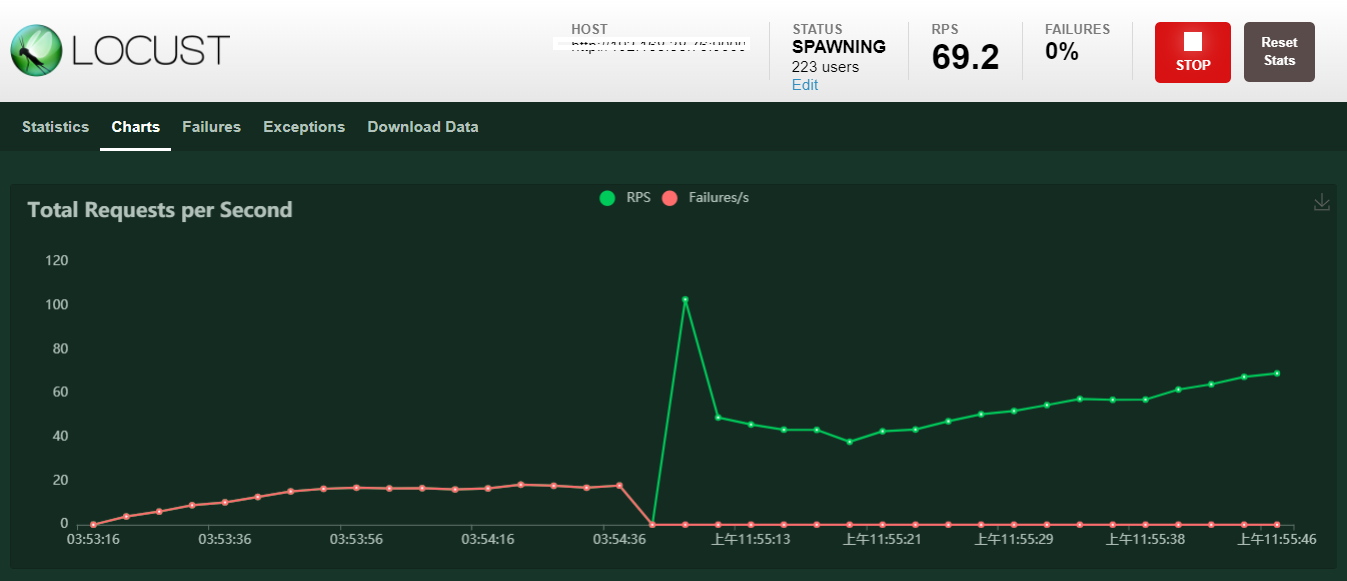 LOCUST
HOST
STATUS
SPAWNING
223 users
Edit
RPS
69.2
FAILURES
0%
STOP
Reset
Stats
Statistics Charts Failures Exceptions Download Data
Total Requests per Second
RPS Failures/s
120
100
80
60
40
20
0
03:53:16 03:53:36 03:53:56 03:54:16 03:54:36 上午11:55:13 上午11:55:21 上午11:55:29 上午11:55:38 上午11:55:46